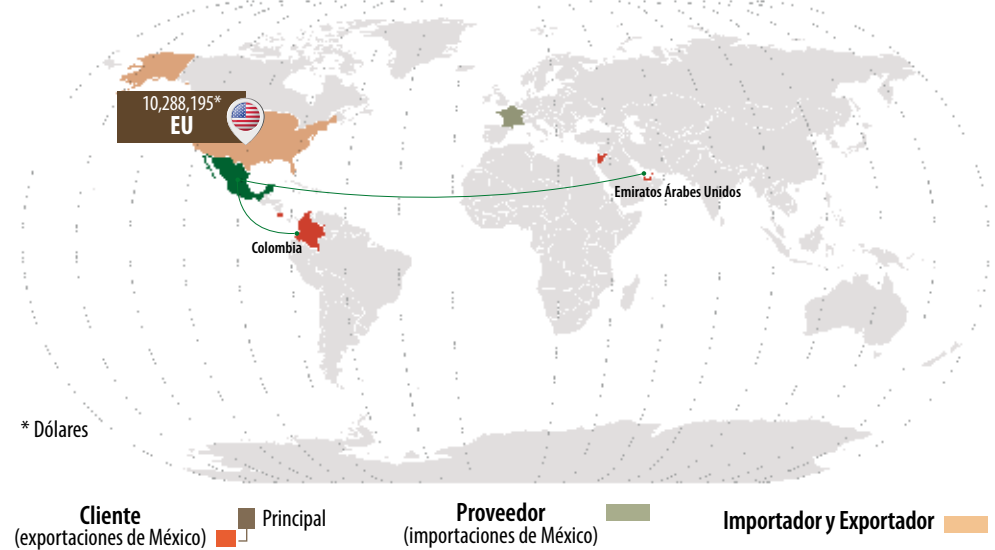 10,288,195*
EU
Emiratos Árabes Unidos
Colombia
* Dólares
Cliente
(exportaciones de México)
Principal
Proveedor
(importaciones de México)
Importador y Exportador